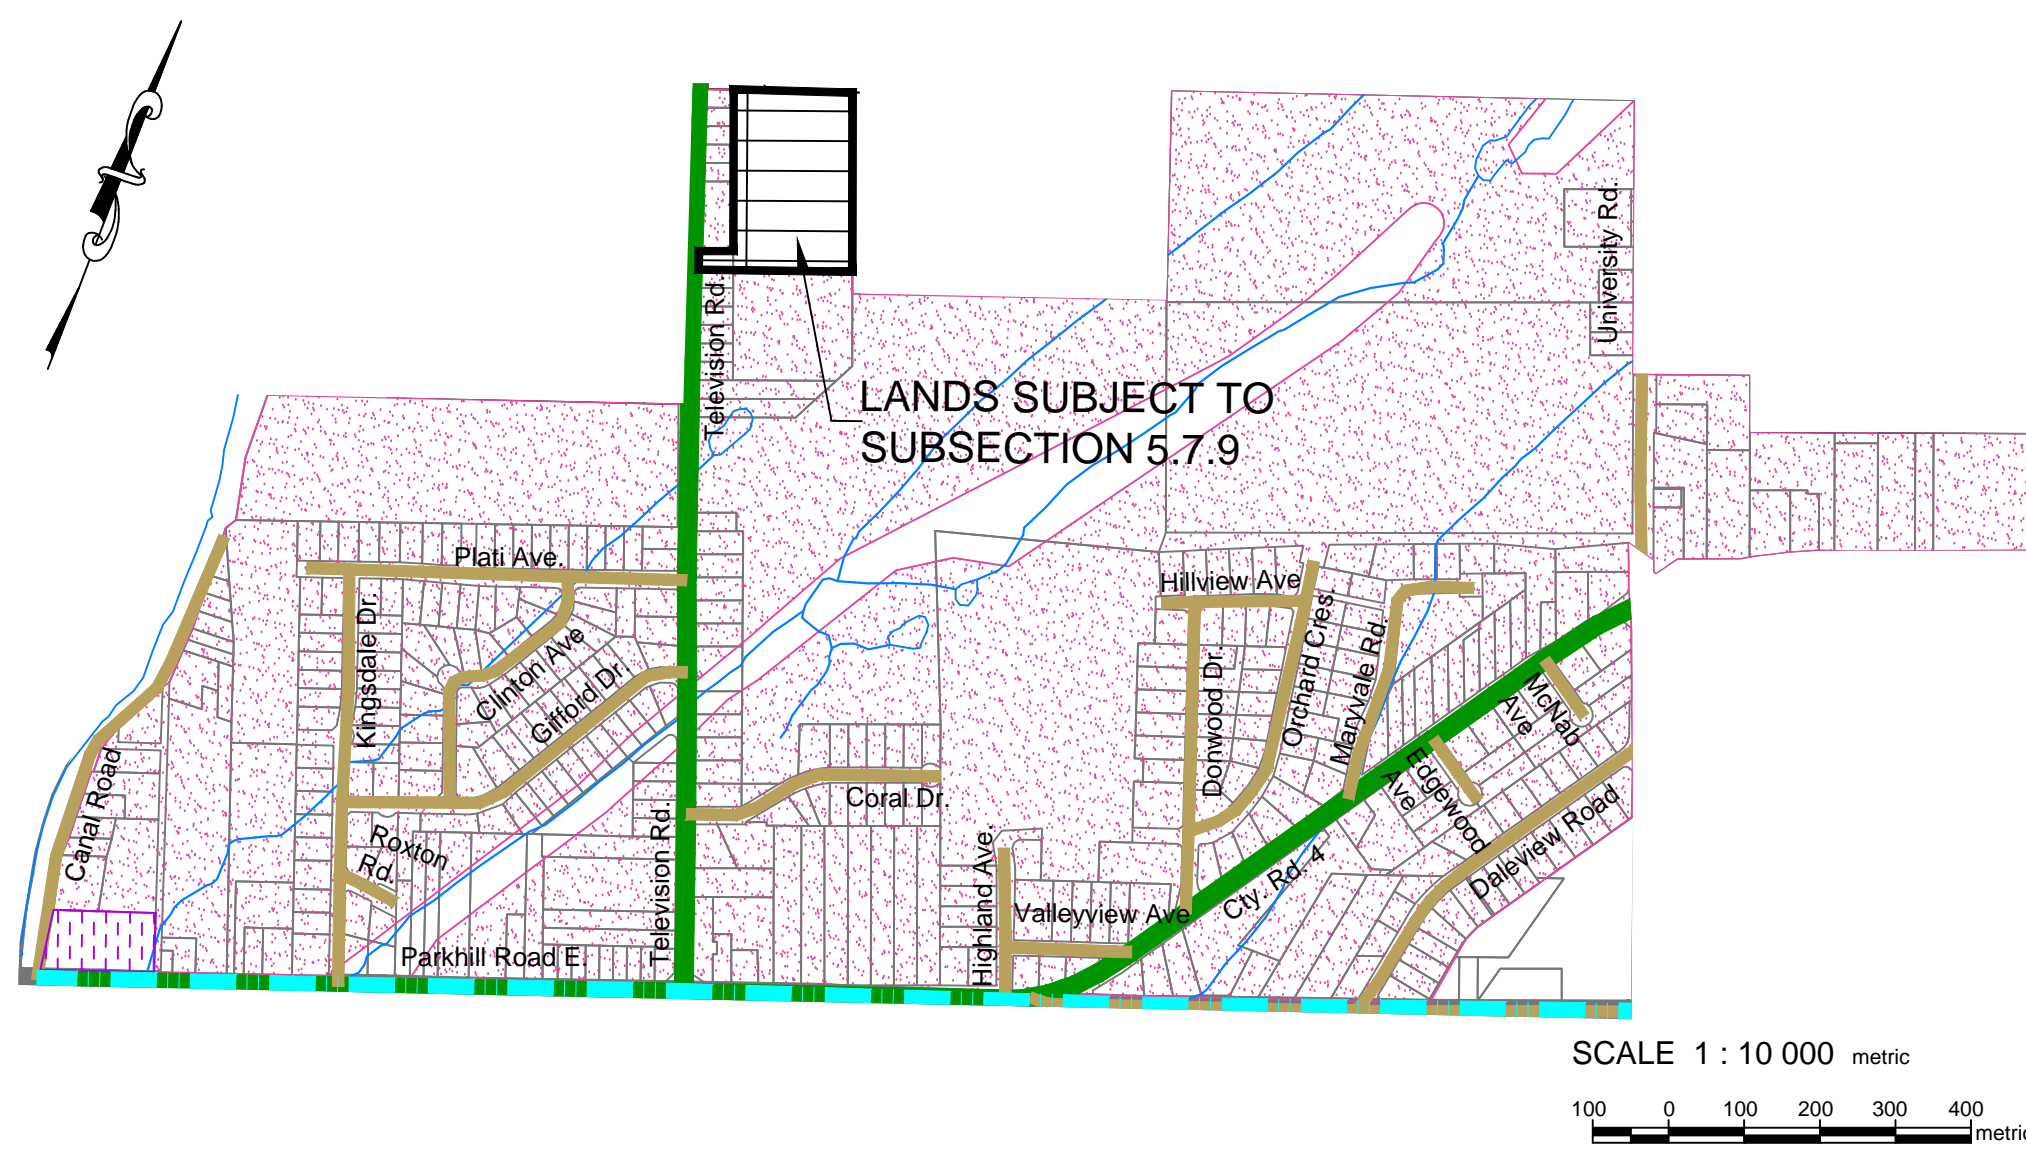 University Rd.
Television Rd.
LANDS SUBJECT TO
SUBSECTION 5.7.9
Plati Ave.
Hillview Ave
Kingsdale Dr.
Clinton Ave
Gifford Dr.
Donwood Dr.
Orchard Cres.
Maryvale Rd.
McNab
Ave
Edgewood
Ave
Canal Road
Roxton
Rd.
Television Rd.
Coral Dr.
Highland Ave.
Valleyview Ave
Cty. Rd. 4
Daleview Road
Parkhill Road E.
SCALE 1 : 10 000 metric
100 0 100 200 300 400
metric